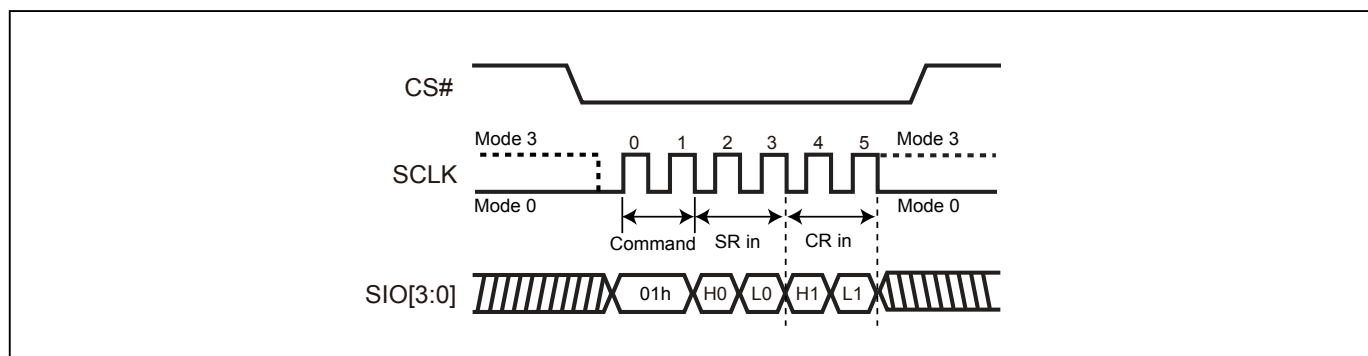 CS#
Mode 3 0 1 2 3 4 5 Mode 3
SCLK
Mode 0 Mode 0
Command SR in CR in
SIO[3:0] 01h H0 L0 H1 L1